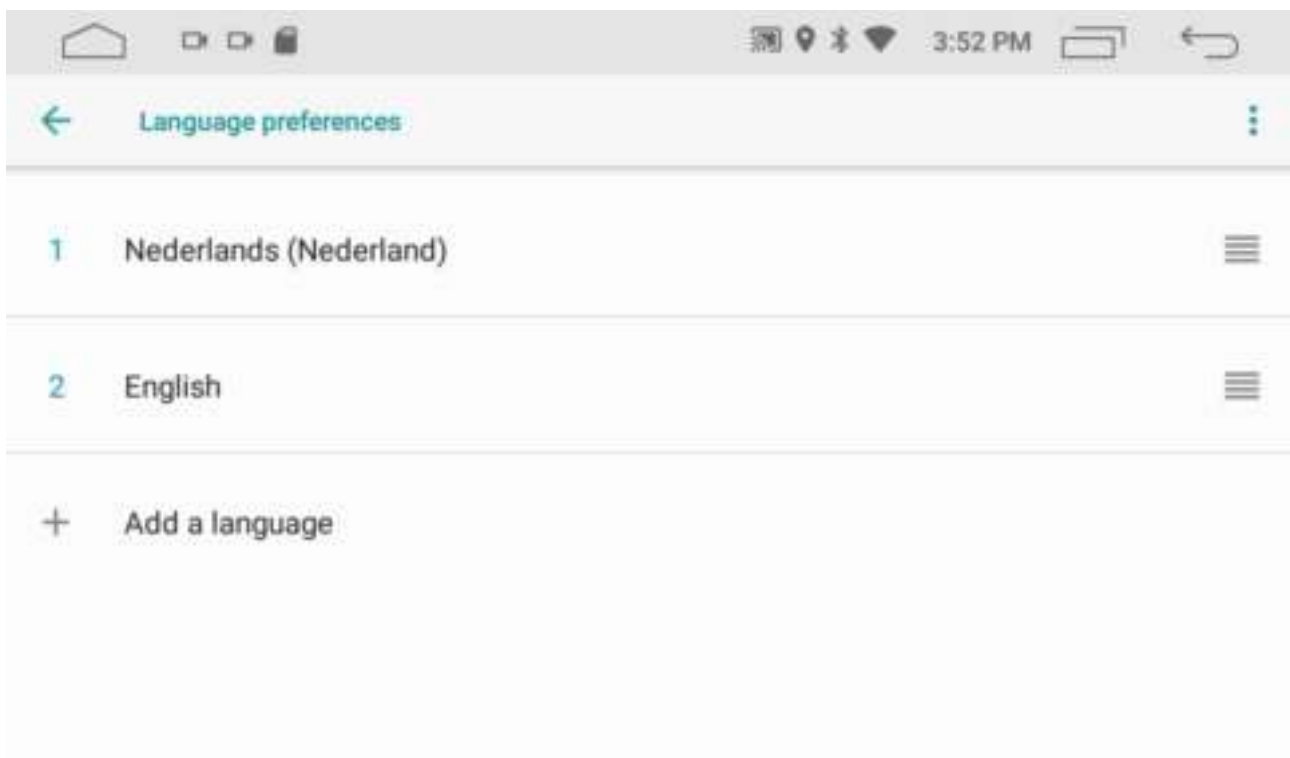 3:52 PM
Language preferences
1 Nederlands (Nederland)
2 English
+ Add a language